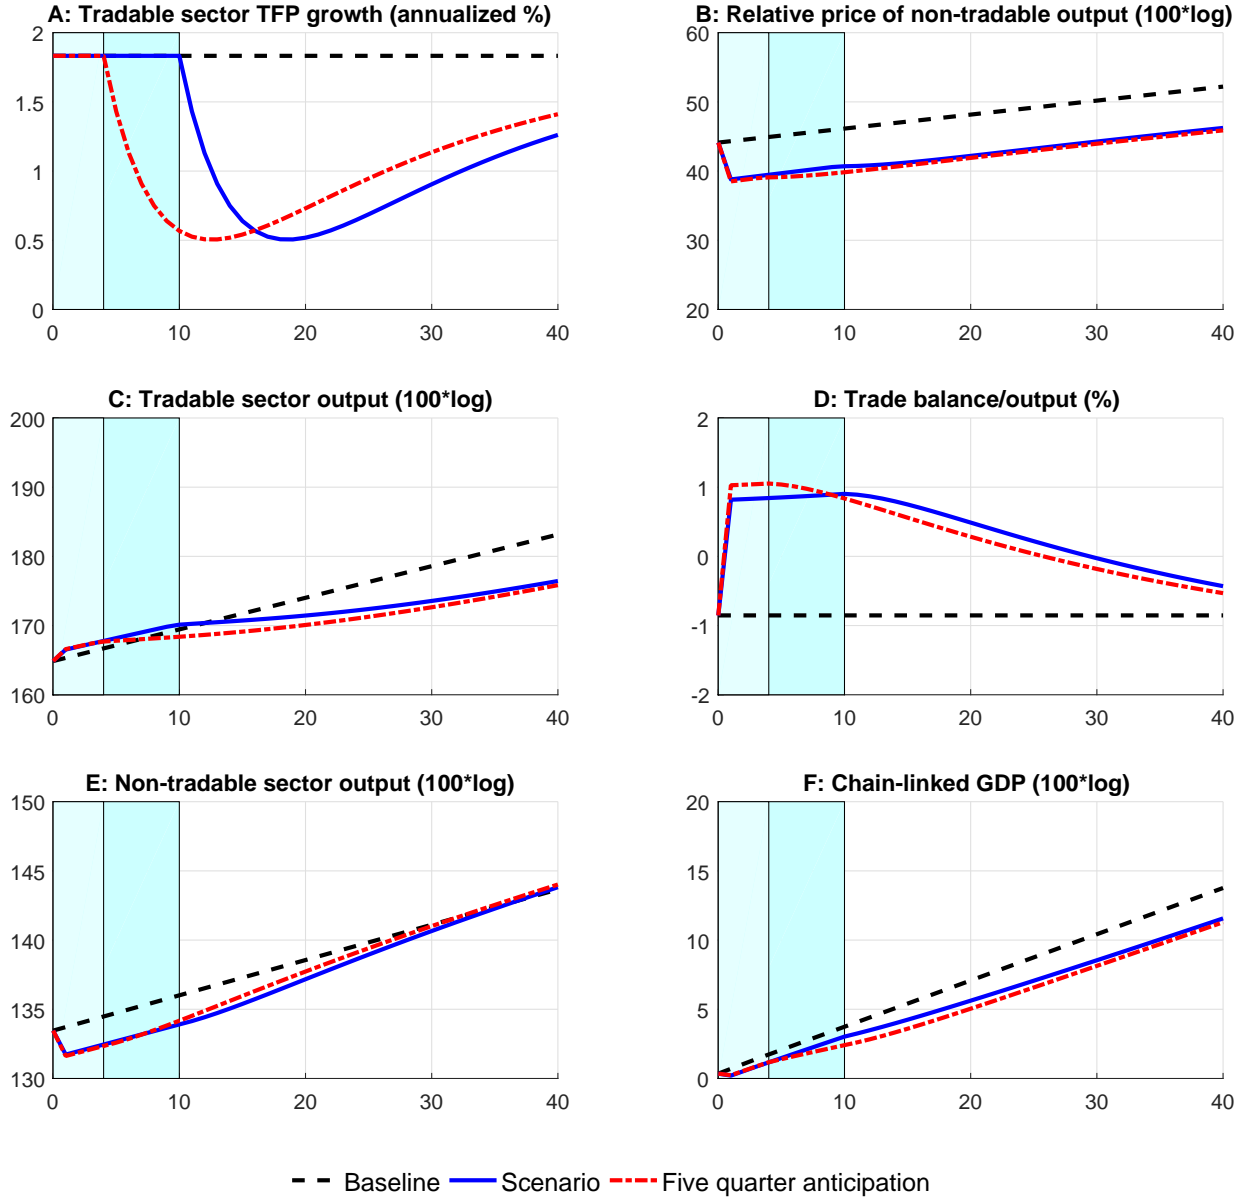 A: Tradable sector TFP growth (annualized %)
2
1.5
1
0.5
0
0 10 20 30 40
B: Relative price of non-tradable output (100*log)
60
50
40
30
20
0 10 20 30 40
C: Tradable sector output (100*log)
200
190
180
170
160
0 10 20 30 40
D: Trade balance/output (%)
2
1
0
-1
-2
0 10 20 30 40
E: Non-tradable sector output (100*log)
150
145
140
135
130
0 10 20 30 40
F: Chain-linked GDP (100*log)
20
15
10
5
0
0 10 20 30 40
Baseline Scenario Five quarter anticipation